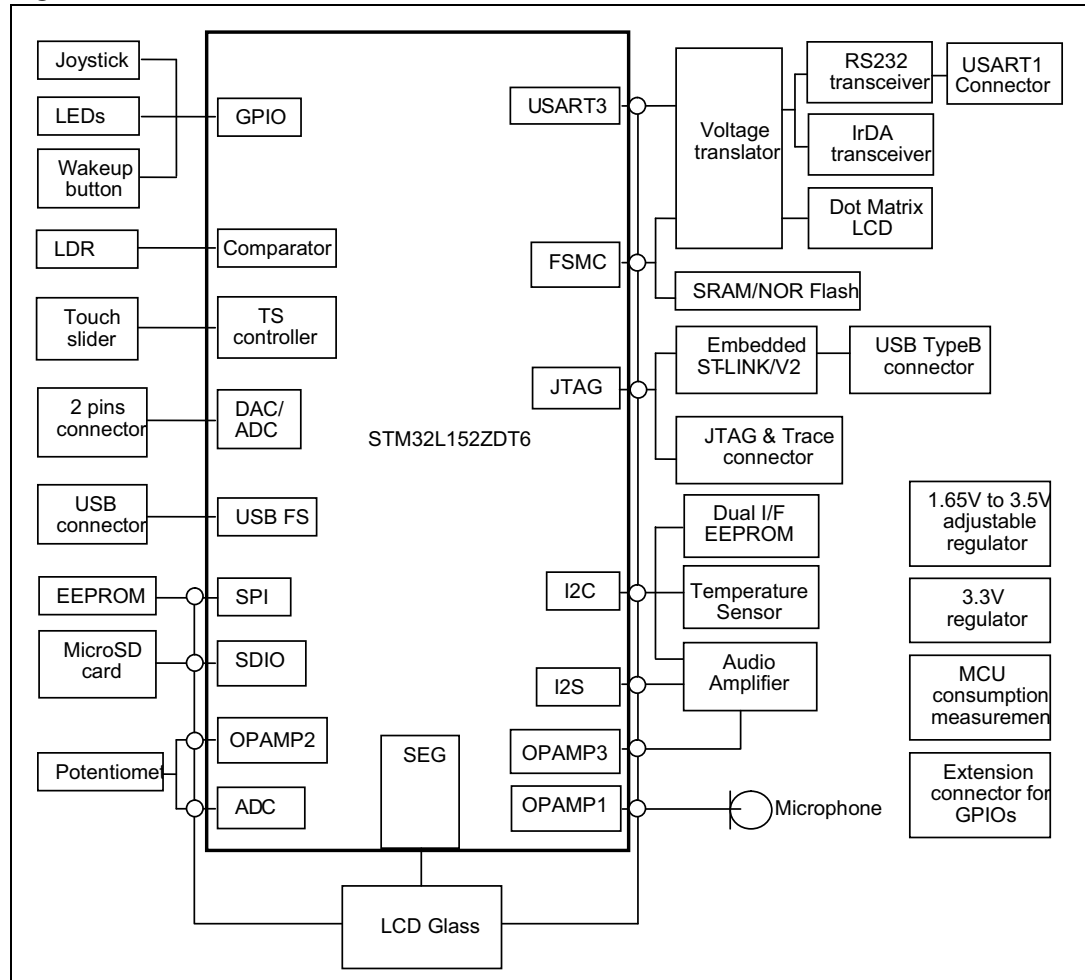 Joystick
LEDs
Wakeup
button
LDR
Touch
slider
2 pins
connector
USB
connector
EEPROM
MicroSD
card
Potentiomet
GPIO
Comparator
TS
controller
DAC/
ADC
USB FS
SPI
SDIO
OPAMP2
ADC
STM32L152ZDT6
SEG
LCD Glass
USART3
FSMC
JTAG
I2C
I2S
OPAMP3
OPAMP1
Voltage
translator
RS232
transceiver
USART1
Connector
IrDA
transceiver
Dot Matrix
LCD
SRAM/NOR Flash
Embedded
ST-LINK/V2
USB TypeB
connector
JTAG & Trace
connector
Dual I/F
EEPROM
Temperature
Sensor
Audio
Amplifier
Microphone
1.65V to 3.5V
adjustable
regulator
3.3V
regulator
MCU
consumption
measuremen
Extension
connector for
GPIOs